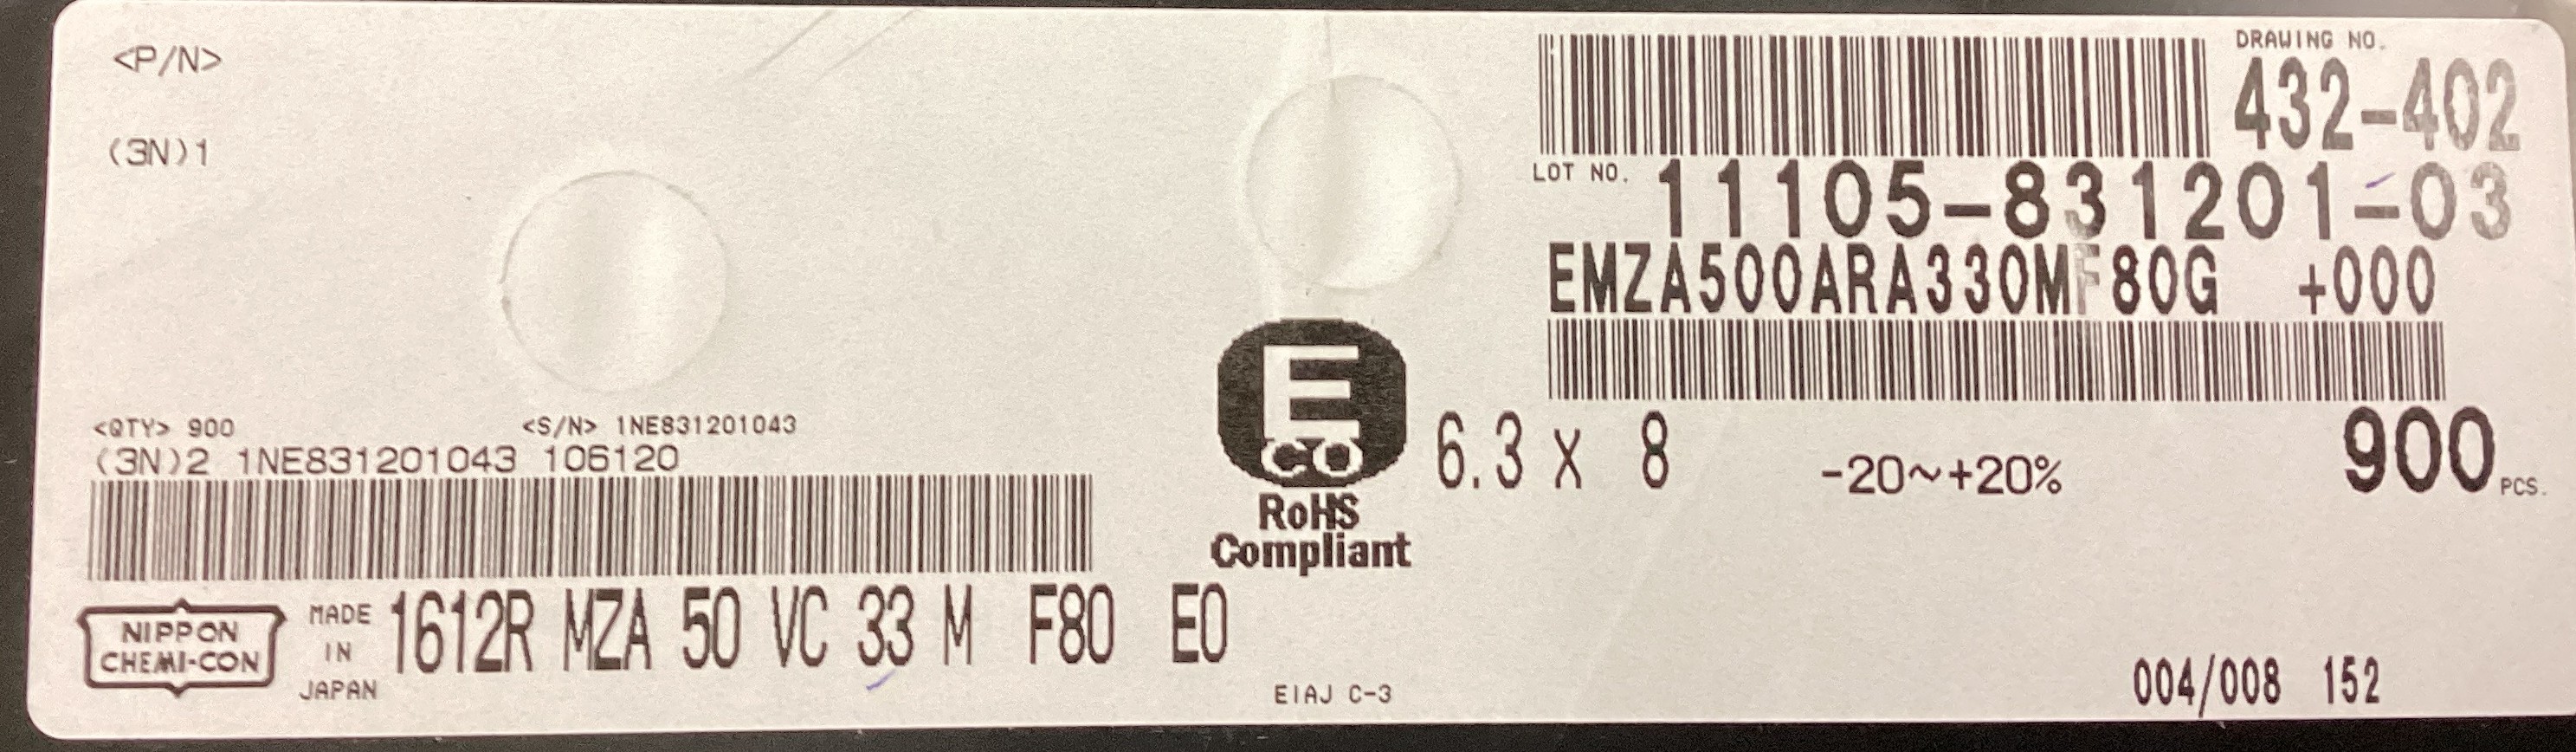 <P/N>
(3N)1
DRAWING NO.
432-402
LOT NO. 11105-831201-03
EMZA500ARA330MF80G +000
<QTY> 900 <S/N> 1NE831201043
(3N)2 1NE831201043 106120
E
CO
RoHS
Compliant
6.3 x 8 -20~+20% 900 PCS.
NIPPON
CHEMI-CON
MADE
IN
JAPAN
1612R MZA 50 VC 33 M F80 E0
EIAJ C-3
004/008 152